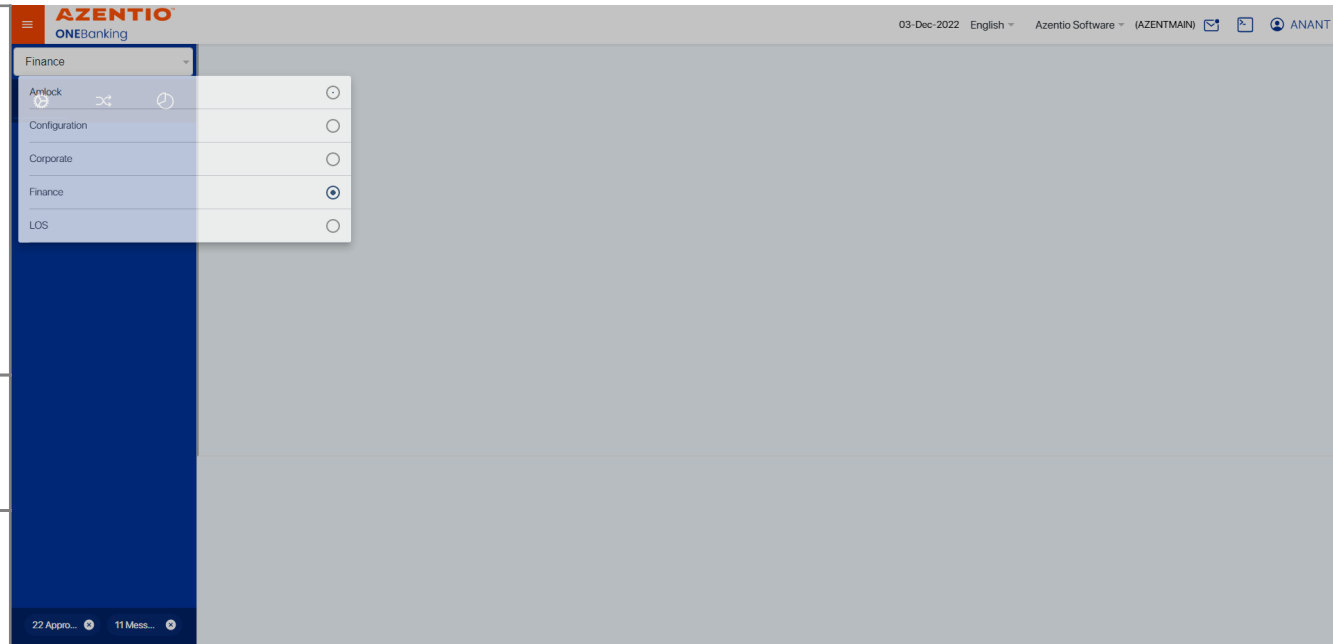 AZENTIO™
ONEBanking
03-Dec-2022 English Azentio Software (AZENTMAIN) ANANT
Finance
Amlock
Configuration
Corporate
Finance
LOS
22 Appro... 11 Mess...